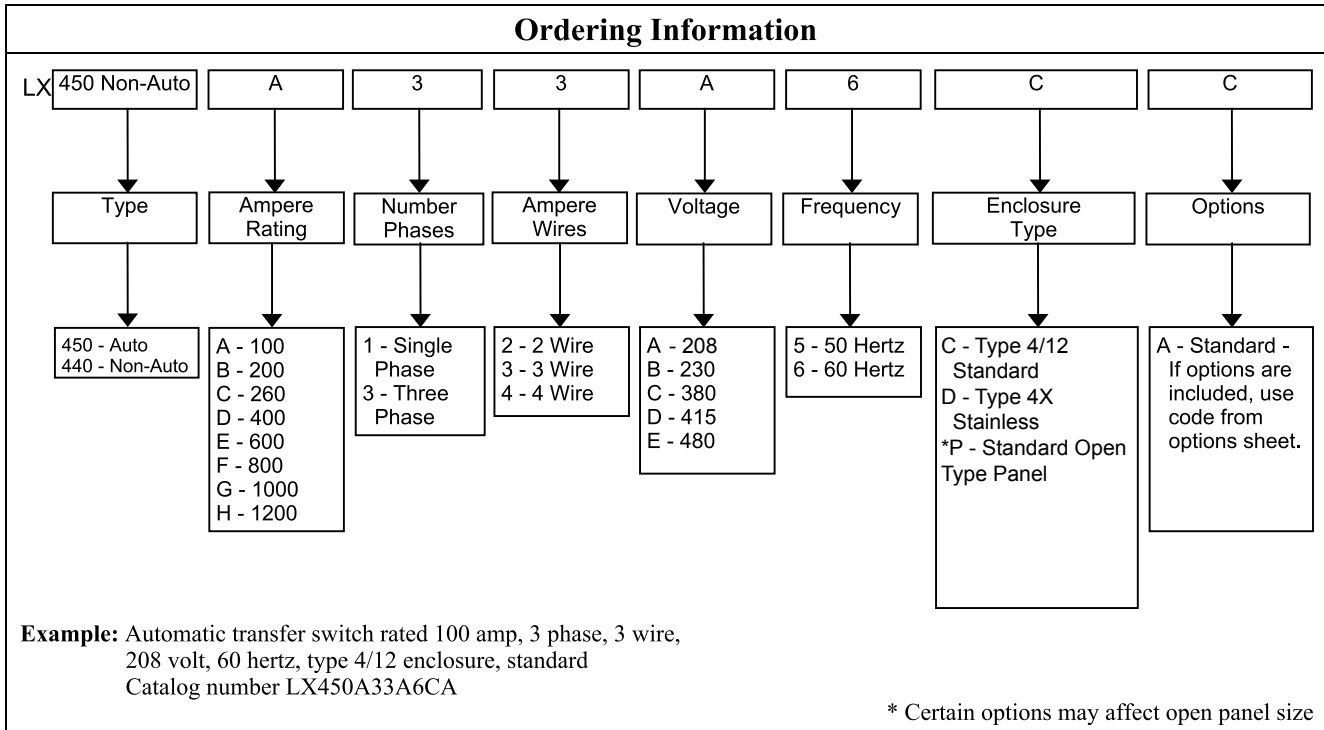 Ordering Information
LX 450 Non-Auto A 3 3 A 6 C C
Type
Ampere
Rating
Number
Phases
Ampere
Wires
Voltage
Frequency
Enclosure
Type
Options
450 - Auto
440 - Non-Auto
A - 100
B - 200
C - 260
D - 400
E - 600
F - 800
G - 1000
H - 1200
1 - Single
Phase
3 - Three
Phase
2 - 2 Wire
3 - 3 Wire
4 - 4 Wire
A - 208
B - 230
C - 380
D - 415
E - 480
5 - 50 Hertz
6 - 60 Hertz
C - Type 4/12
Standard
D - Type 4X
Stainless
*P - Standard Open
Type Panel
A - Standard -
If options are
included, use
code from
options sheet.
Example: Automatic transfer switch rated 100 amp, 3 phase, 3 wire,
208 volt, 60 hertz, type 4/12 enclosure, standard
Catalog number LX450A33A6CA
* Certain options may affect open panel size